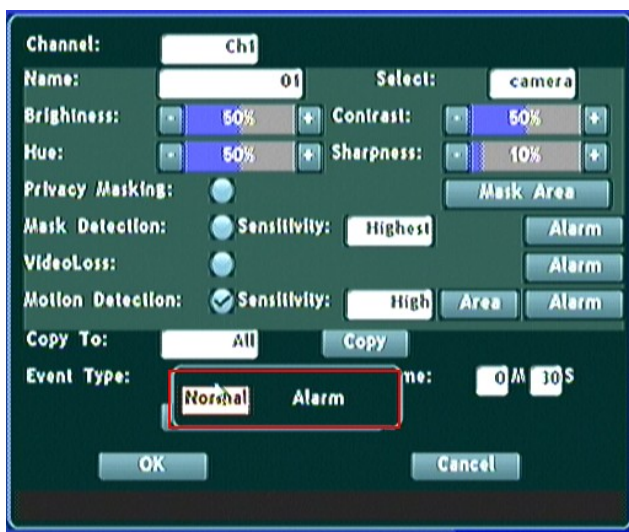 Channel: Ch1
Name: 01 Select: camera
Brightness: - 50% + Contrast: - 50% +
Hue: - 50% + Sharpness: - 10% +
Privacy Masking: Mask Area
Mask Detection: Sensitivity: Highest Alarm
VideoLoss: Alarm
Motion Detection: Sensitivity: High Area Alarm
Copy To: All Copy
Event Type: me: 0 M 30 S
Normal Alarm
OK Cancel